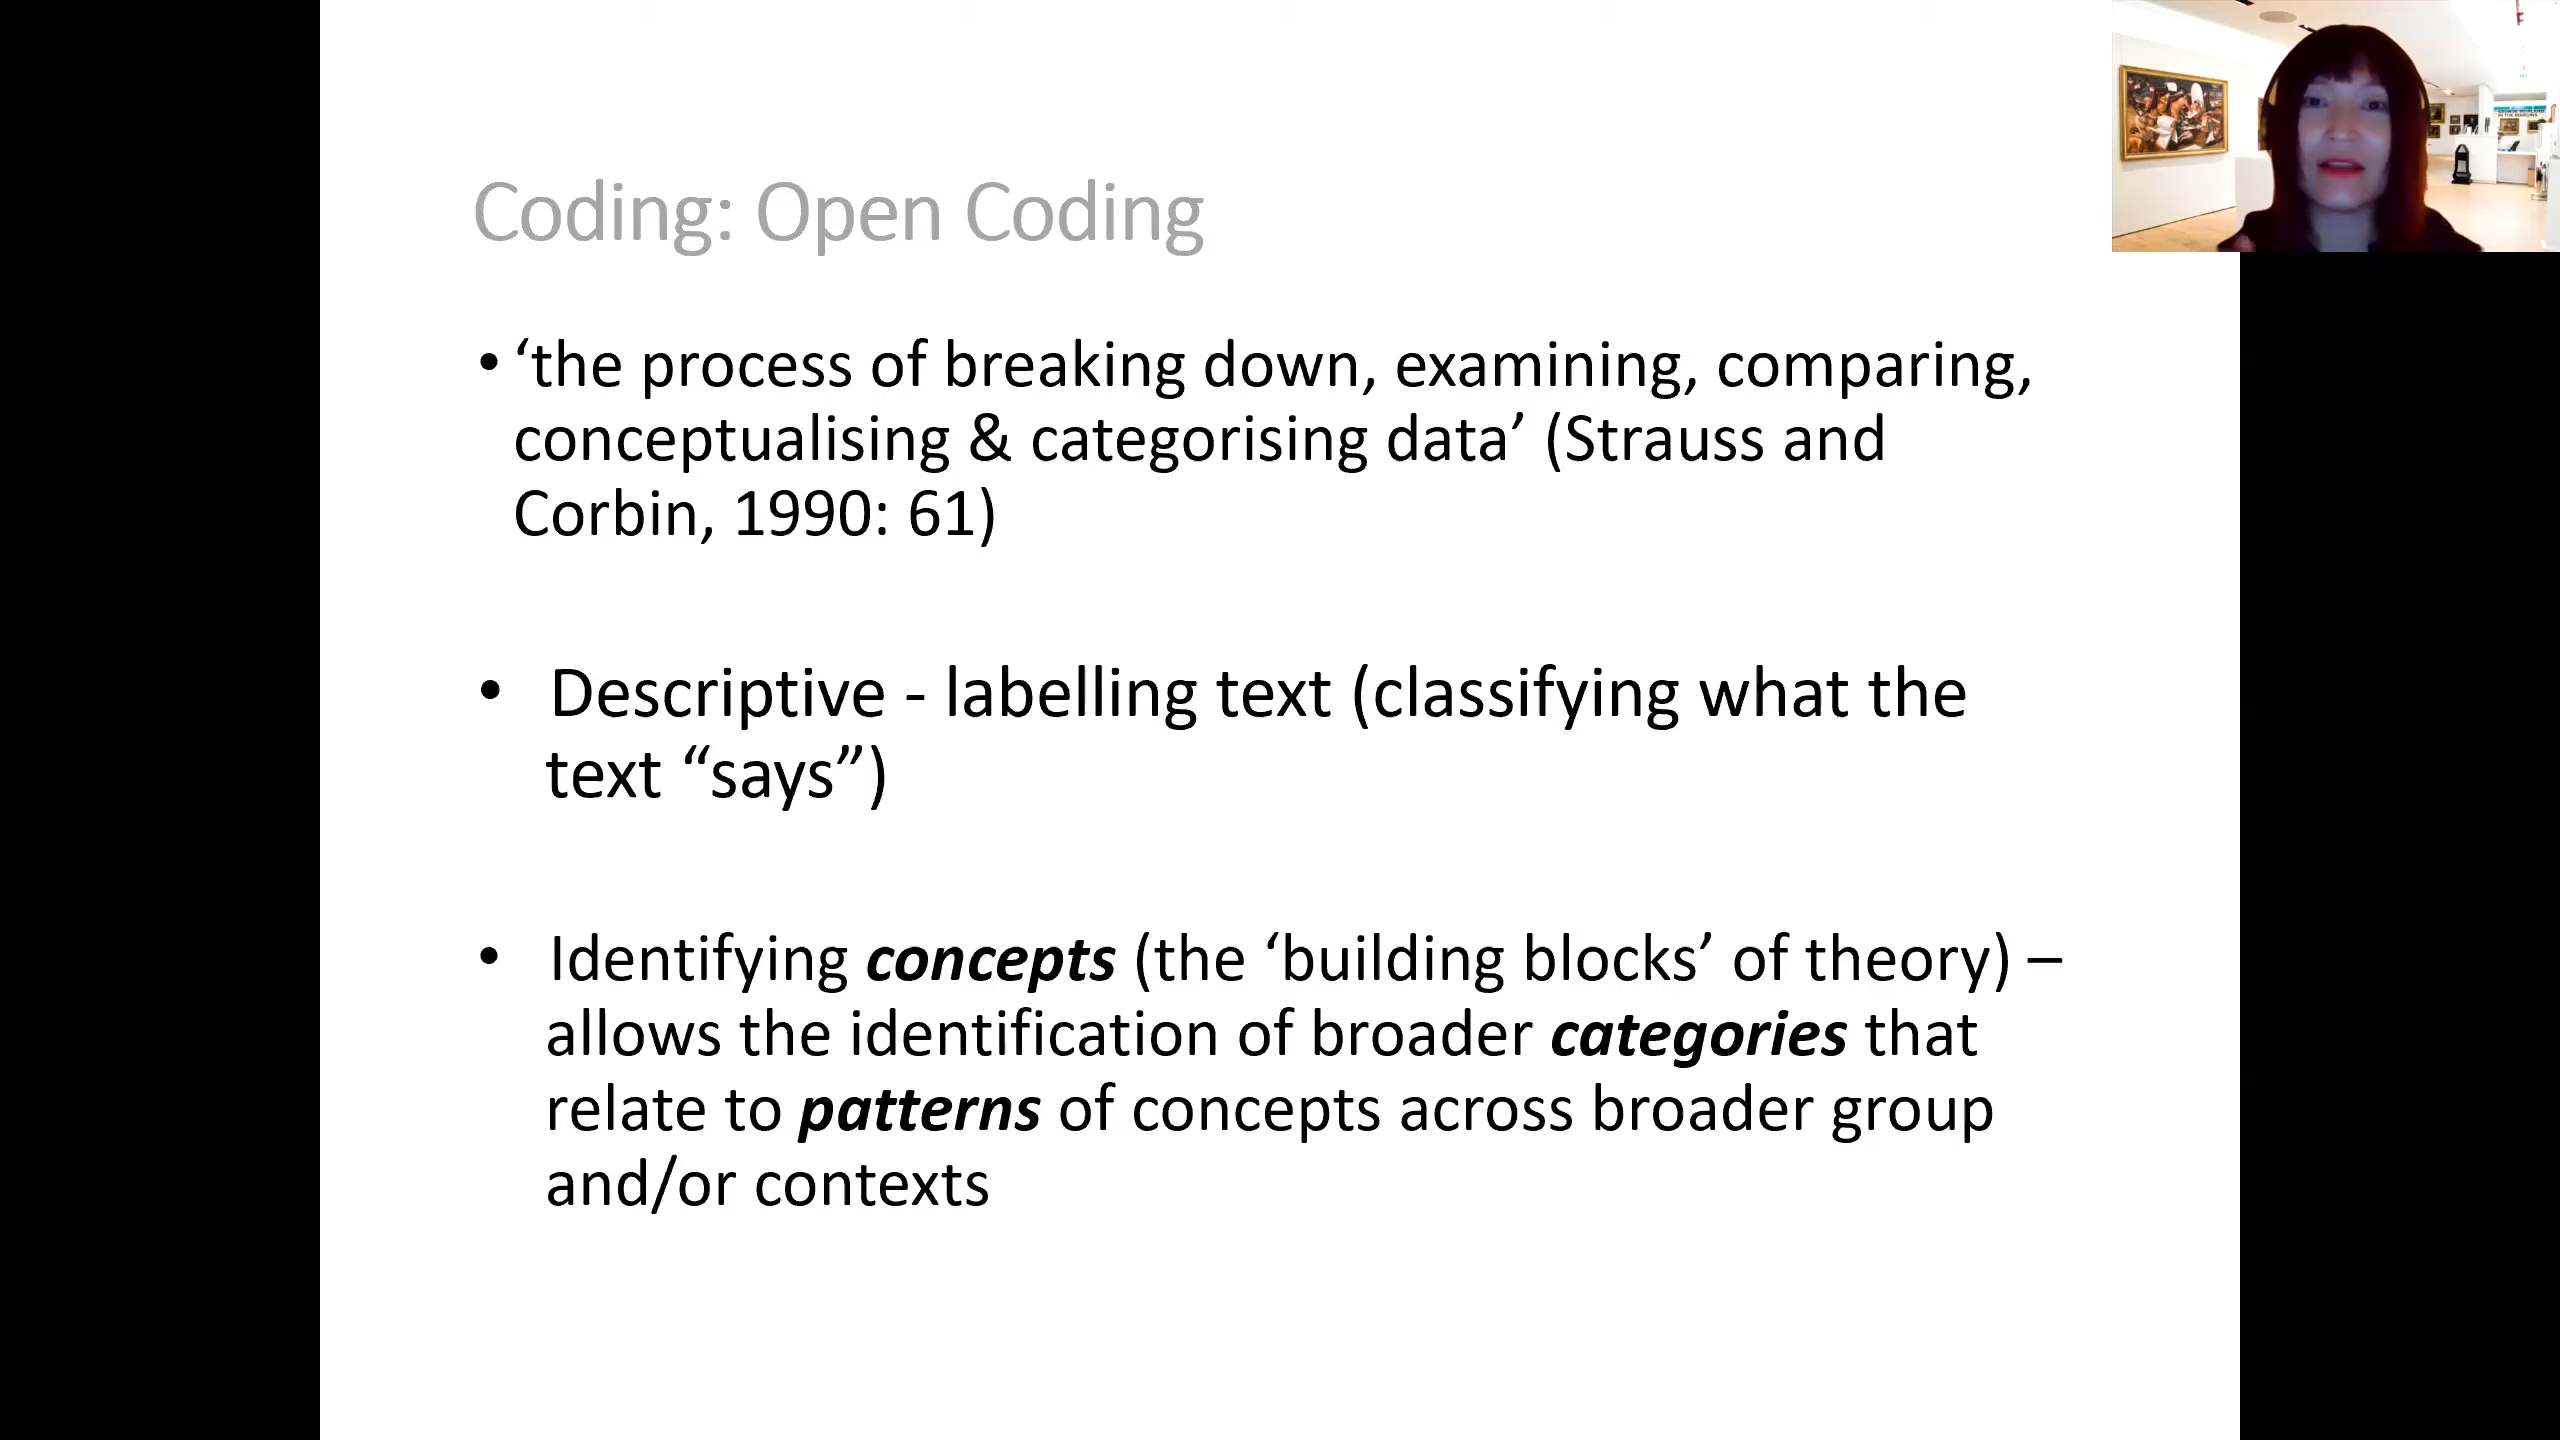 Coding: Open Coding
• ‘the process of breaking down, examining, comparing,
conceptualising & categorising data’ (Strauss and
Corbin, 1990: 61)
• Descriptive - labelling text (classifying what the
text “says”)
• Identifying concepts (the ‘building blocks’ of theory) –
allows the identification of broader categories that
relate to patterns of concepts across broader group
and/or contexts